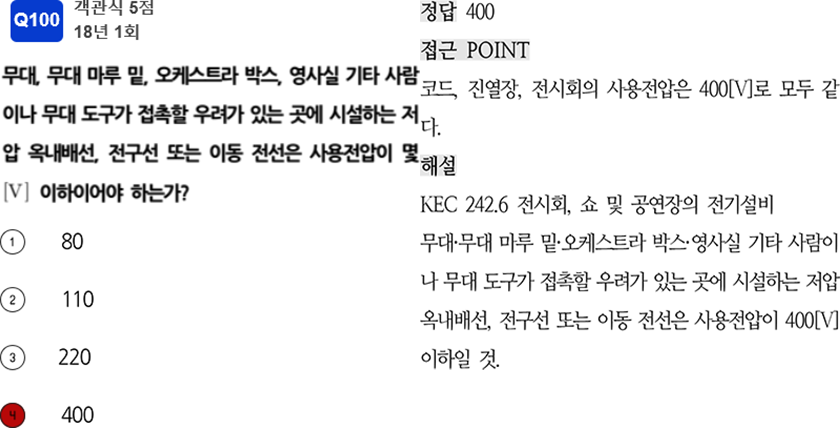 Q100
객관식 5점
18년 1회
무대, 무대 마루 밑, 오케스트라 박스, 영사실 기타 사람
이나 무대 도구가 접촉할 우려가 있는 곳에 시설하는 저
압 옥내배선, 전구선 또는 이동 전선은 사용전압이 몇
[V] 이하이어야 하는가?
1 80
2 110
3 220
4 400
정답 400
접근 POINT
코드, 진열장, 전시회의 사용전압은 400[V]로 모두 같
다.
해설
KEC 242.6 전시회, 쇼 및 공연장의 전기설비
무대·무대 마루 밑·오케스트라 박스·영사실 기타 사람이
나 무대 도구가 접촉할 우려가 있는 곳에 시설하는 저압
옥내배선, 전구선 또는 이동 전선은 사용전압이 400[V]
이하일 것.